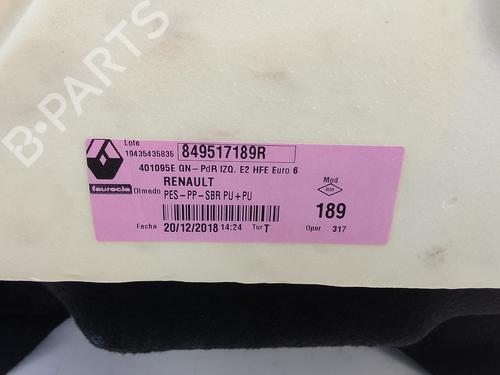 B-PARTS
Lote
19435435835
849517189R
401095E GN-PdR IZQ. E2 HFE Euro 6
faurecia
Olmedo
RENAULT
PES-PP-SBR PU+PU
Mod
189
Fecha 20/12/2018 14:24 Tur T
Oper 317